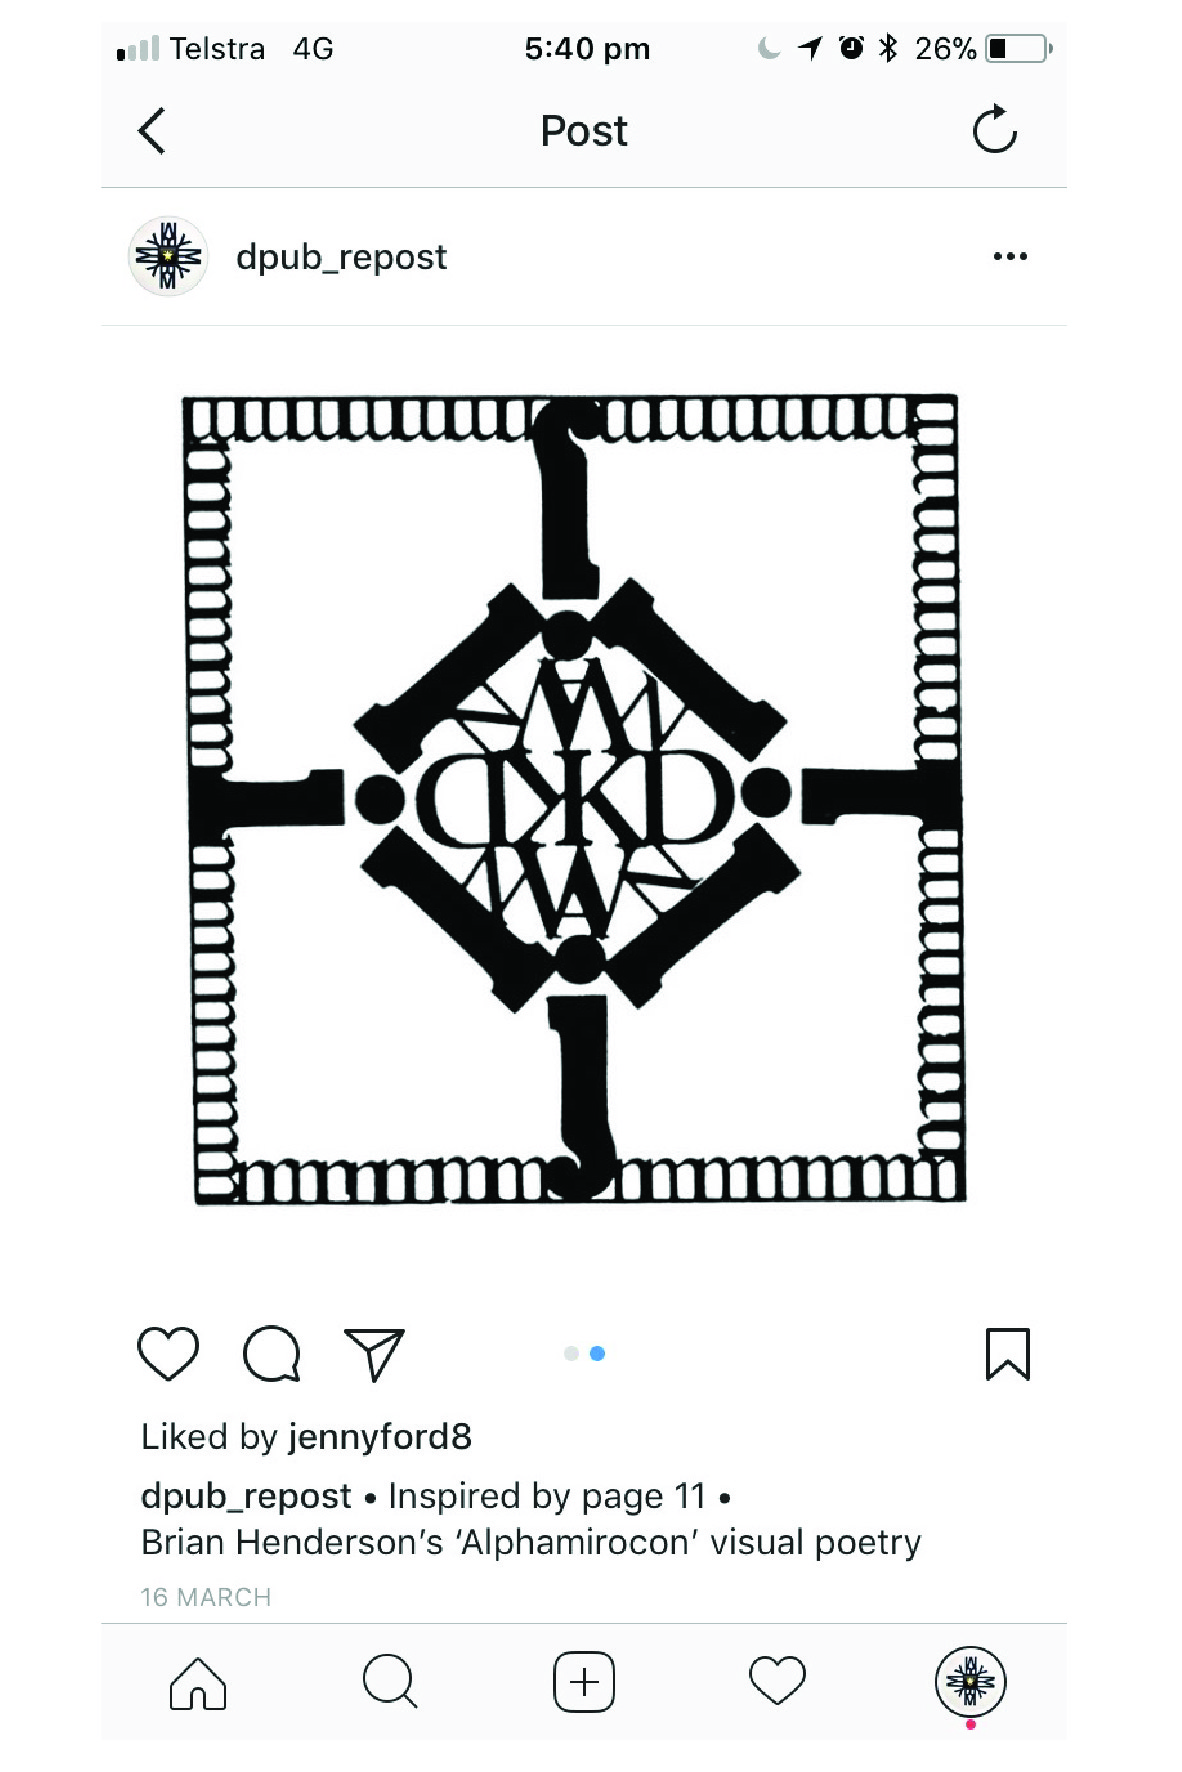 Telstra 4G 5:40 pm 26%
Post
dpub_repost
Liked by jennyford8
dpub_repost • Inspired by page 11 •
Brian Henderson's 'Alphamirocon' visual poetry
16 MARCH